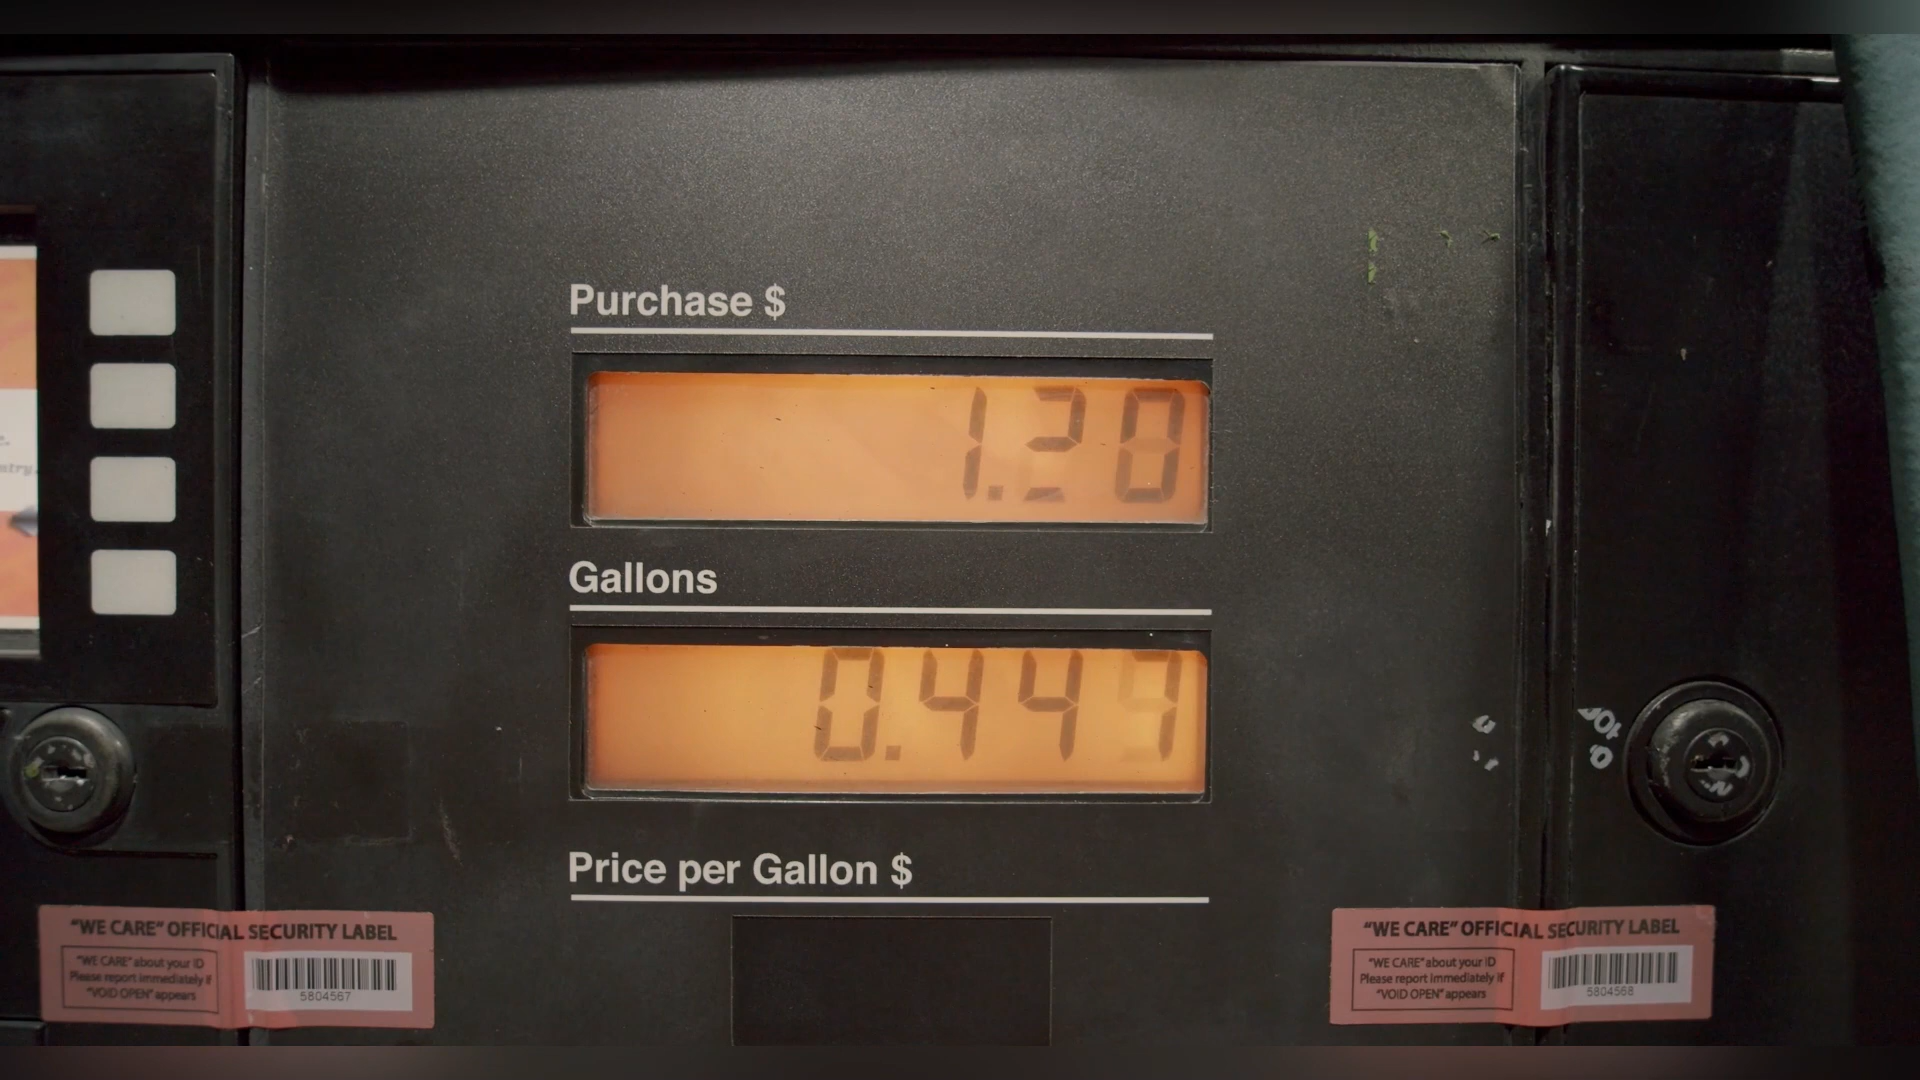 Purchase $
1.20
Gallons
0.447
Price per Gallon $
"WE CARE" OFFICIAL SECURITY LABEL
"WE CARE" about your ID
Please report immediately if
"VOID OPEN" appears
5804567
"WE CARE" OFFICIAL SECURITY LABEL
"WE CARE" about your ID
Please report immediately if
"VOID OPEN" appears
5804568